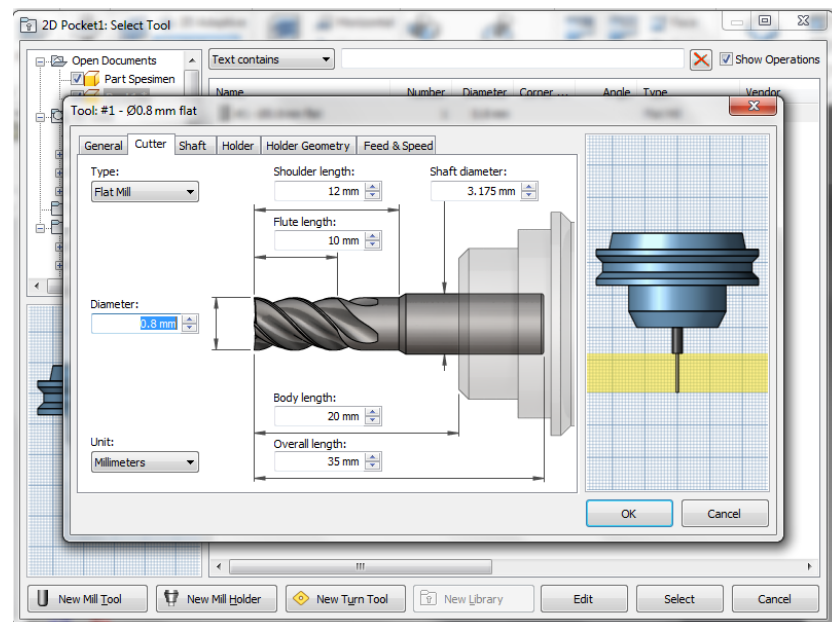 2D Pocket1: Select Tool
Open Documents
Part Spesimen
Text contains
Show Operations
Name Number Diameter Corner ... Angle Type Vendor
Tool: #1 - Ø0.8 mm flat
General Cutter Shaft Holder Holder Geometry Feed & Speed
Type: Shoulder length: Shaft diameter:
Flat Mill 12 mm 3.175 mm
Flute length:
10 mm
Diameter:
0.8 mm
Body length:
20 mm
Unit: Overall length:
Millimeters 35 mm
OK Cancel
New Mill Tool New Mill Holder New Turn Tool New Library Edit Select Cancel